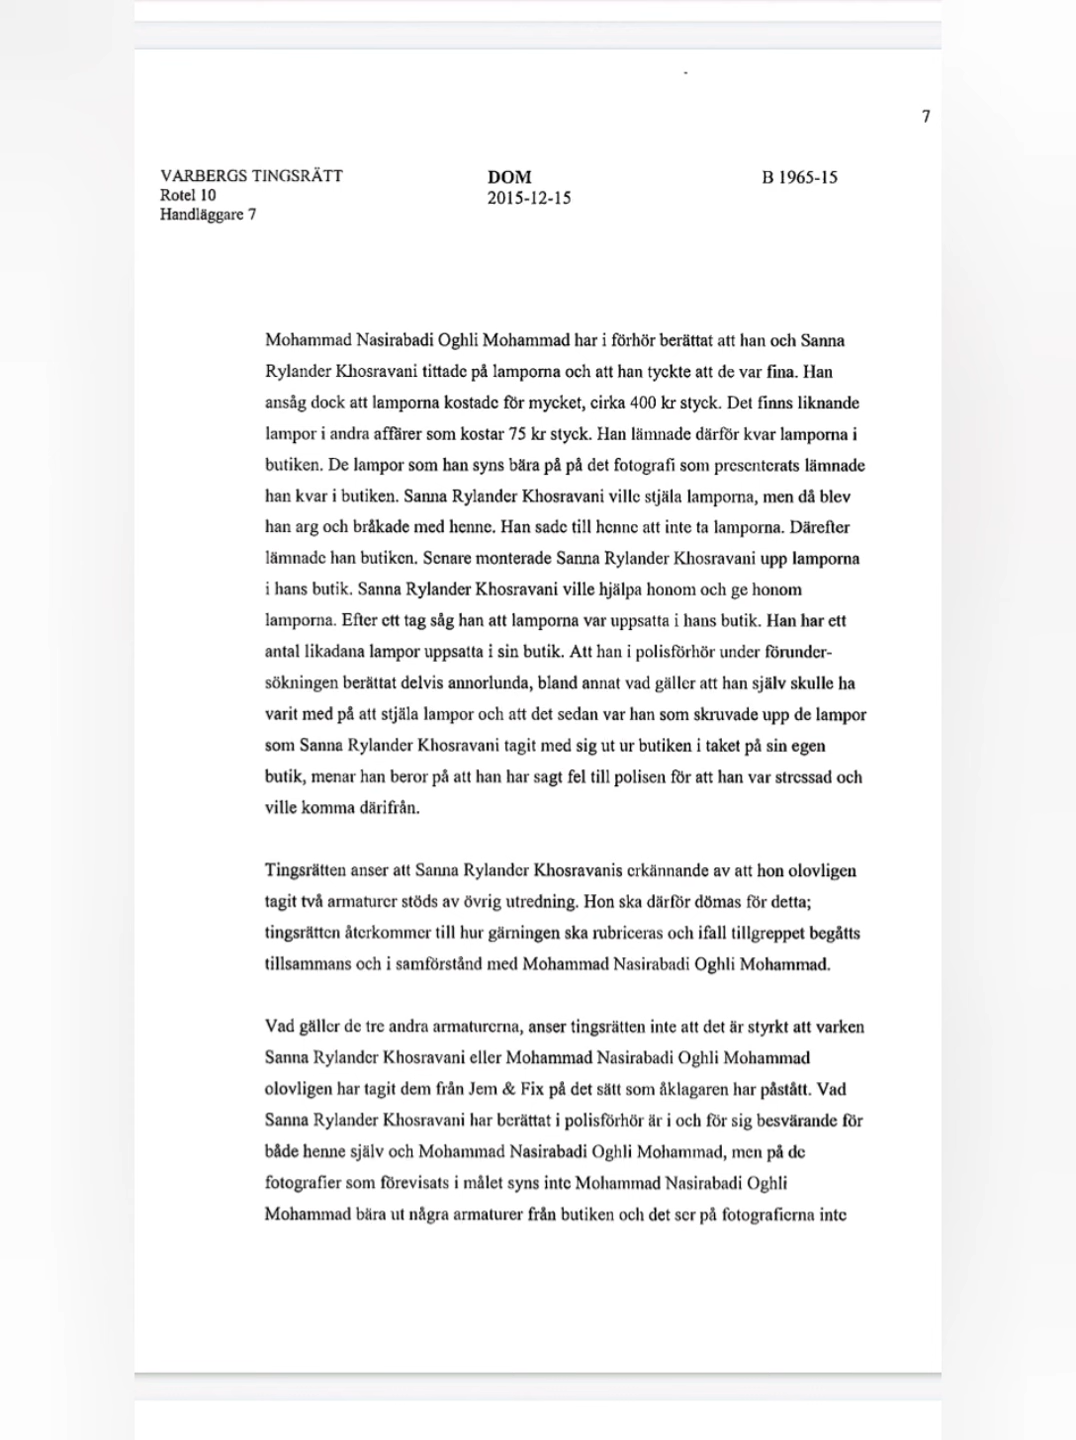 7
VARBERGS TINGSRÄTT
Rotel 10
Handläggare 7
DOM
2015-12-15
B 1965-15
Mohammad Nasirabadi Oghli Mohammad har i förhör berättat att han och Sanna
Rylander Khosravani tittade på lamporna och att han tyckte att de var fina. Han
ansåg dock att lamporna kostade för mycket, cirka 400 kr styck. Det finns liknande
lampor i andra affärer som kostar 75 kr styck. Han lämnade därför kvar lamporna i
butiken. De lampor som han syns bära på på det fotografi som presenterats lämnade
han kvar i butiken. Sanna Rylander Khosravani ville stjäla lamporna, men då blev
han arg och bråkade med henne. Han sade till henne att inte ta lamporna. Därefter
lämnade han butiken. Senare monterade Sanna Rylander Khosravani upp lamporna
i hans butik. Sanna Rylander Khosravani ville hjälpa honom och ge honom
lamporna. Efter ett tag såg han att lamporna var uppsatta i hans butik. Han har ett
antal likadana lampor uppsatta i sin butik. Att han i polisförhör under förunder-
sökningen berättat delvis annorlunda, bland annat vad gäller att han själv skulle ha
varit med på att stjäla lampor och att det sedan var han som skruvade upp de lampor
som Sanna Rylander Khosravani tagit med sig ut ur butiken i taket på sin egen
butik, menar han beror på att han har sagt fel till polisen för att han var stressad och
ville komma därifrån.
Tingsrätten anser att Sanna Rylander Khosravanis erkännande av att hon olovligen
tagit två armaturer stöds av övrig utredning. Hon ska därför dömas för detta;
tingsrätten återkommer till hur gärningen ska rubriceras och ifall tillgreppet begåtts
tillsammans och i samförstånd med Mohammad Nasirabadi Oghli Mohammad.
Vad gäller de tre andra armaturerna, anser tingsrätten inte att det är styrkt att varken
Sanna Rylander Khosravani eller Mohammad Nasirabadi Oghli Mohammad
olovligen har tagit dem från Jem & Fix på det sätt som åklagaren har påstått. Vad
Sanna Rylander Khosravani har berättat i polisförhör är i och för sig besvärande för
både henne själv och Mohammad Nasirabadi Oghli Mohammad, men på de
fotografier som förevisats i målet syns inte Mohammad Nasirabadi Oghli
Mohammad bära ut några armaturer från butiken och det ser på fotografierna inte